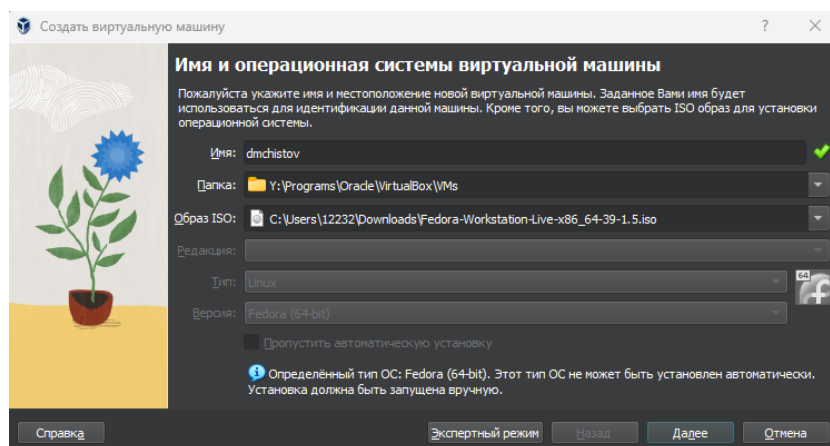 Создать виртуальную машину
?
Имя и операционная системы виртуальной машины
Пожалуйста укажите имя и местоположение новой виртуальной машины. Заданное Вами имя будет
использоваться для идентификации данной машины. Кроме того, вы можете выбрать ISO образ для установки
операционной системы.
Имя: dmchistov
Папка: Y:\Programs\Oracle\VirtualBox\VMs
Образ ISO: C:\Users\12232\Downloads\Fedora-Workstation-Live-x86_64-39-1.5.iso
Редакция:
Тип: Linux
64
Версия: Fedora (64-bit)
Пропустить автоматическую установку
Определённый тип ОС: Fedora (64-bit). Этот тип ОС не может быть установлен автоматически.
Установка должна быть запущена вручную.
Справка Экспертный режим Назад Далее Отмена